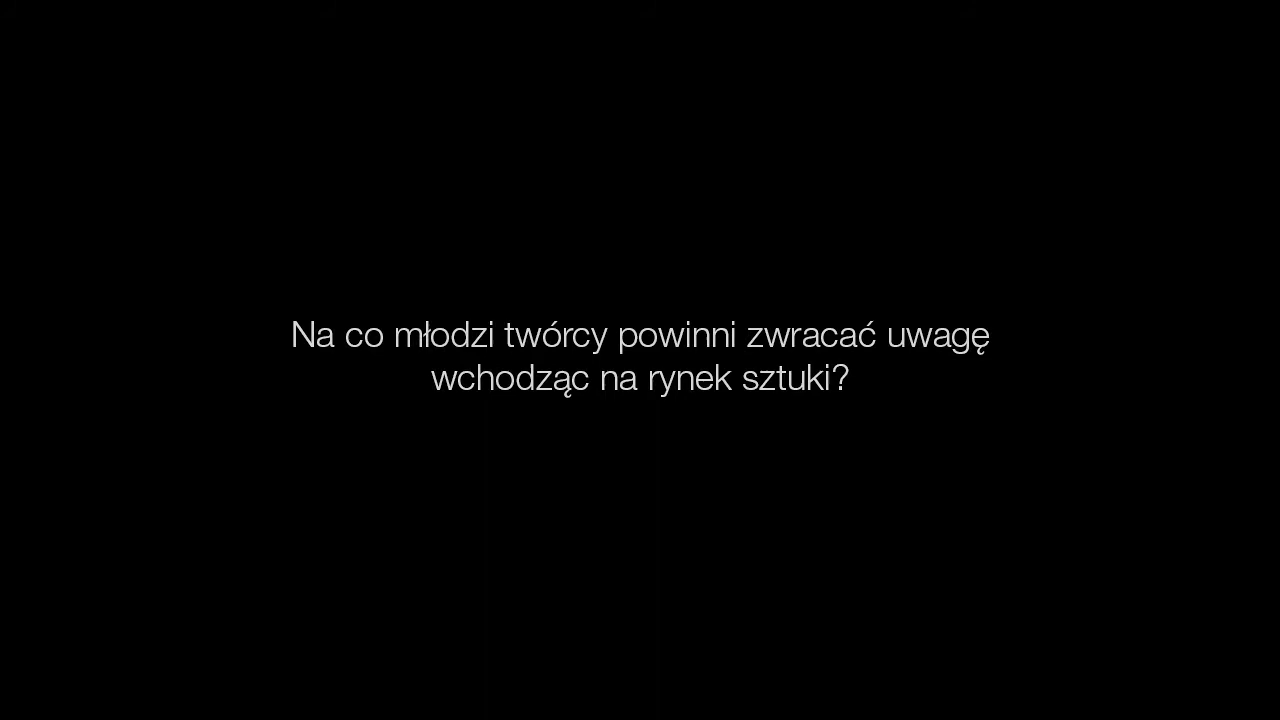 Na co młodzi twórcy powinni zwracać uwagę
wchodząc na rynek sztuki?